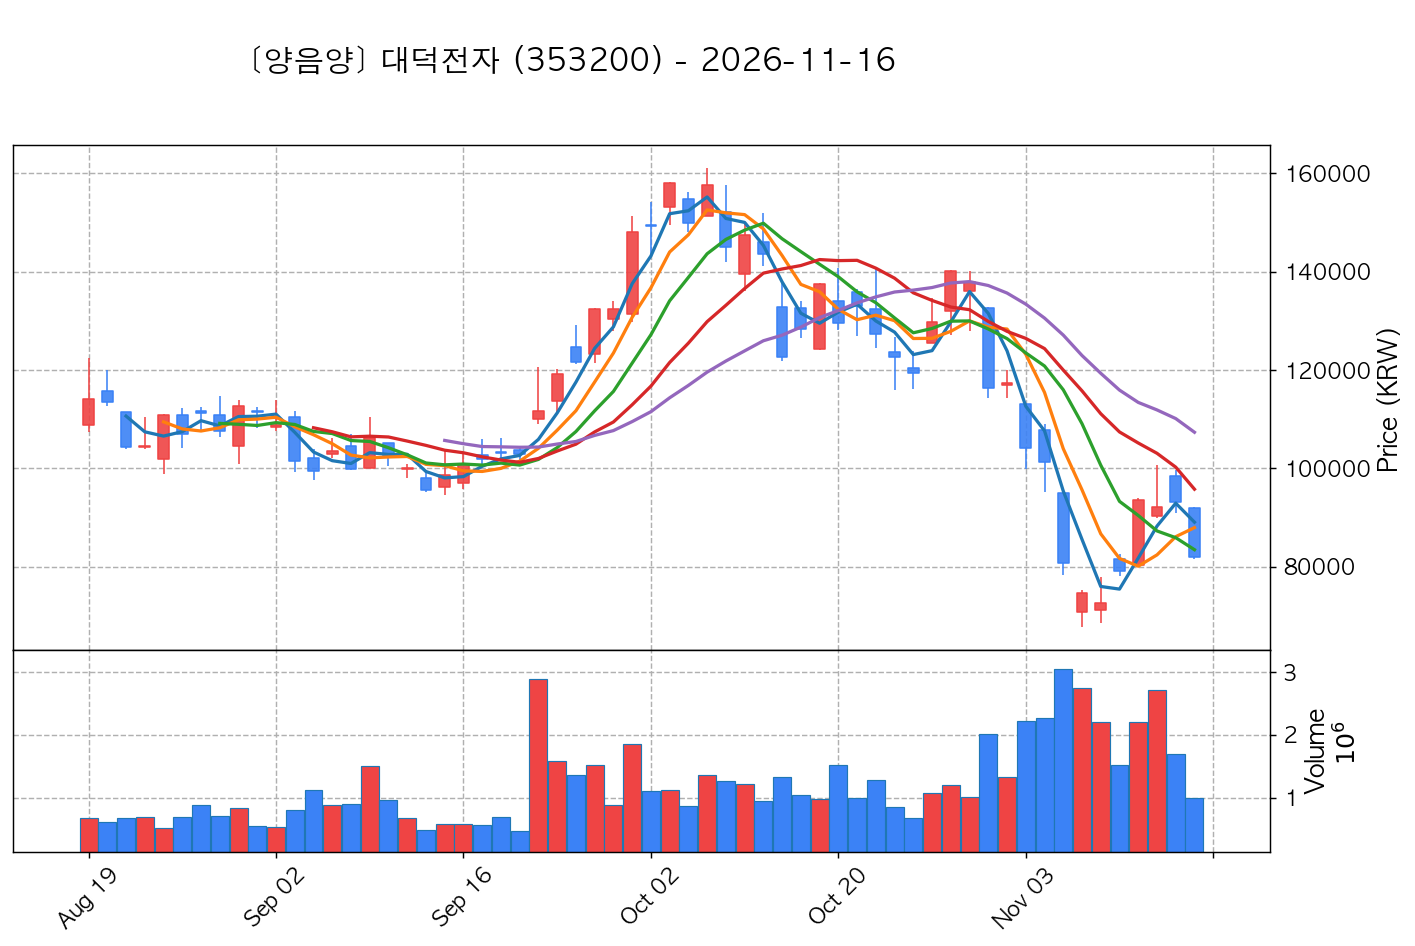 〔양음양〕 대덕전자 (353200) - 2026-11-16
160000
140000
120000
100000
80000
Price (KRW)
3
2
1
Volume
10⁶
Aug 19
Sep 02
Sep 16
Oct 02
Oct 20
Nov 03